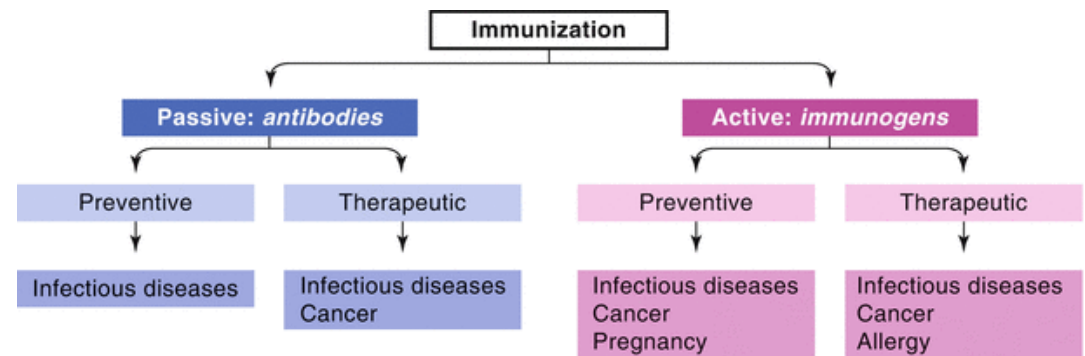 Immunization
Passive: antibodies
Active: immunogens
Preventive
Therapeutic
Preventive
Therapeutic
Infectious diseases
Infectious diseases
Cancer
Infectious diseases
Cancer
Pregnancy
Infectious diseases
Cancer
Allergy